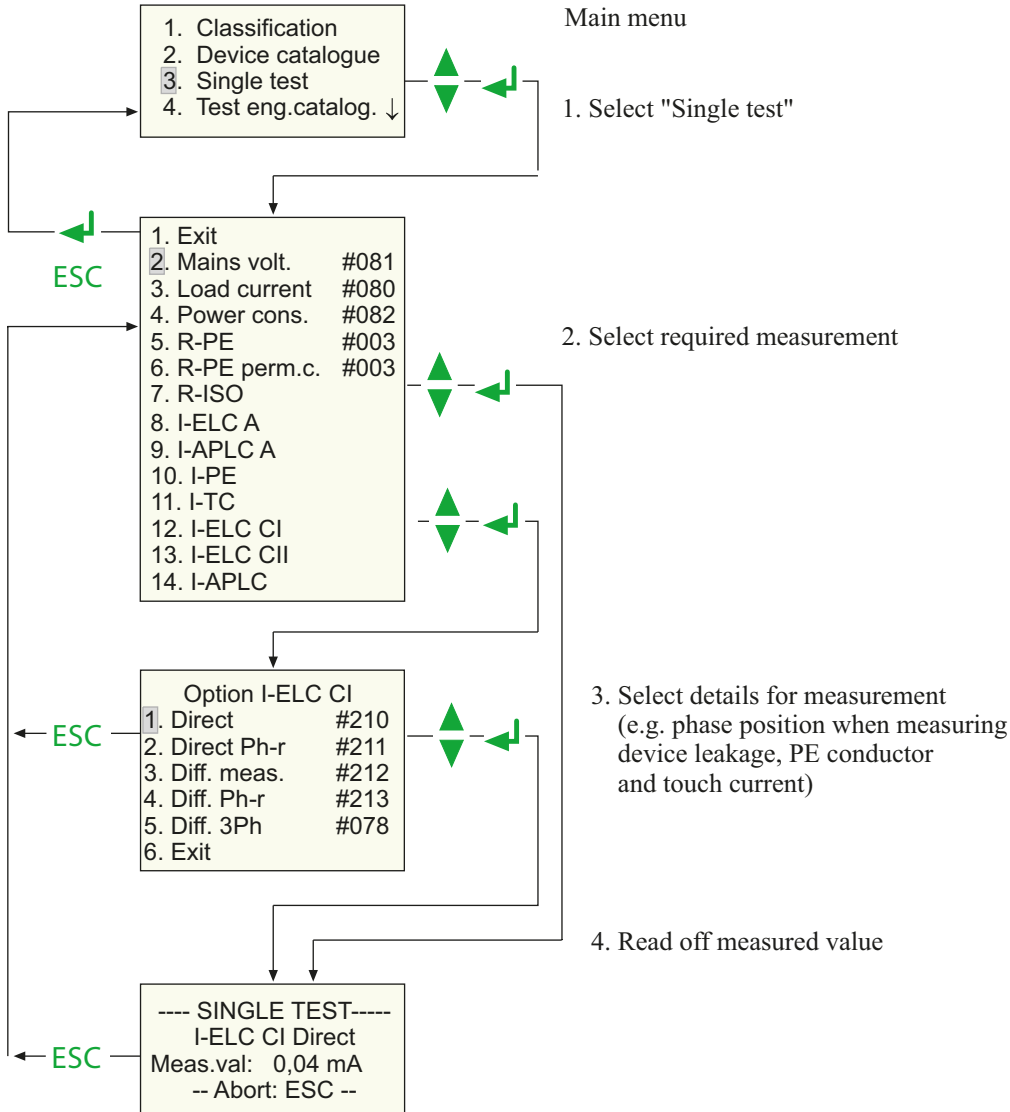 Main menu
1. Classification
2. Device catalogue
3. Single test
4. Test eng.catalog. ↓
1. Select "Single test"
ESC
1. Exit
2. Mains volt. #081
3. Load current #080
4. Power cons. #082
5. R-PE #003
6. R-PE perm.c. #003
7. R-ISO
8. I-ELC A
9. I-APLC A
10. I-PE
11. I-TC
12. I-ELC CI
13. I-ELC CII
14. I-APLC
2. Select required measurement
Option I-ELC CI
1. Direct #210
2. Direct Ph-r #211
3. Diff. meas. #212
4. Diff. Ph-r #213
5. Diff. 3Ph #078
6. Exit
ESC
3. Select details for measurement
(e.g. phase position when measuring
device leakage, PE conductor
and touch current)
4. Read off measured value
---- SINGLE TEST-----
I-ELC CI Direct
Meas.val: 0,04 mA
-- Abort: ESC --
ESC